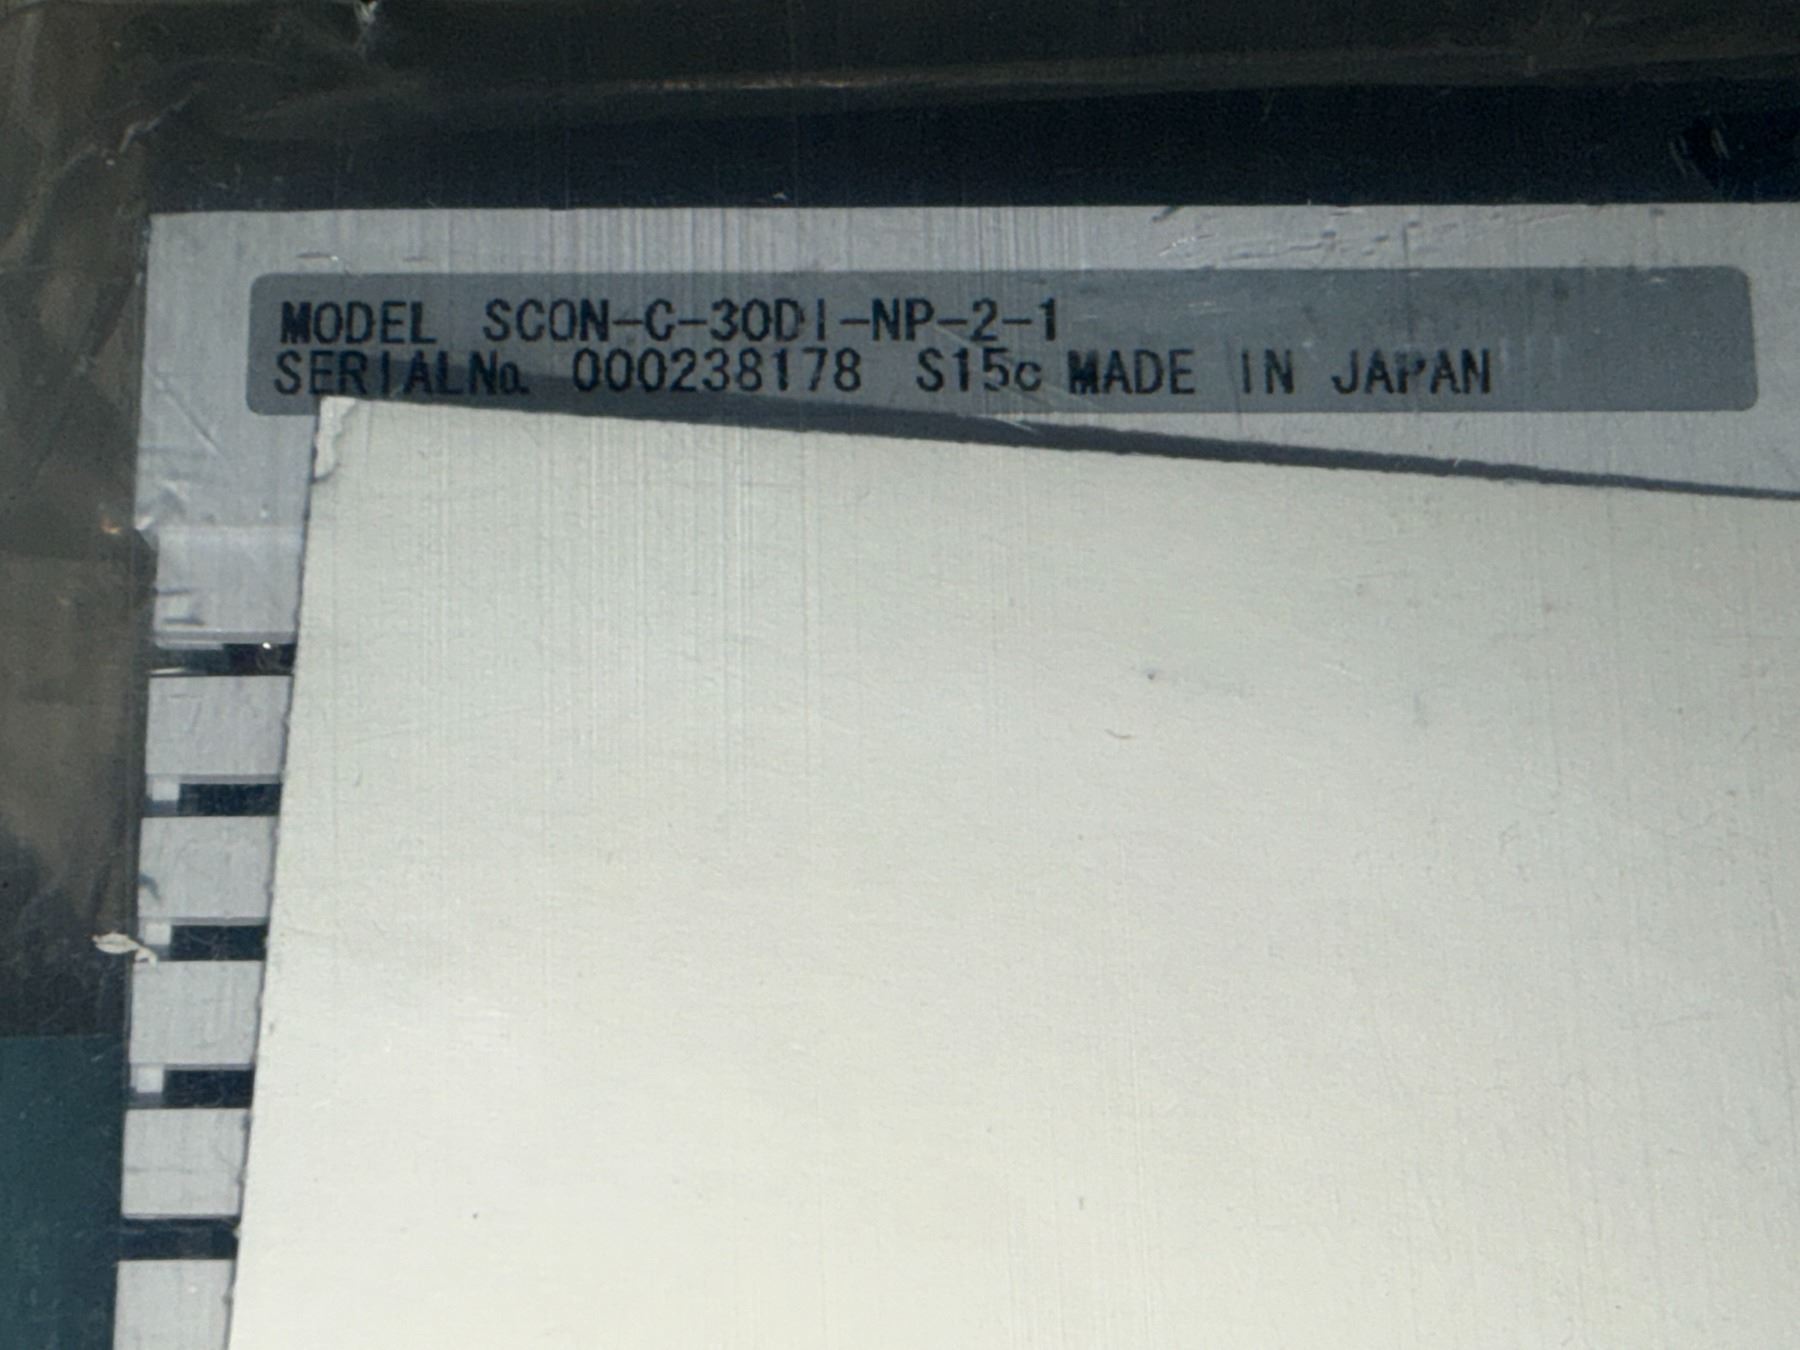 MODEL SCON-C-30DI-NP-2-1
SERIALNo. 000238178 S15c MADE IN JAPAN